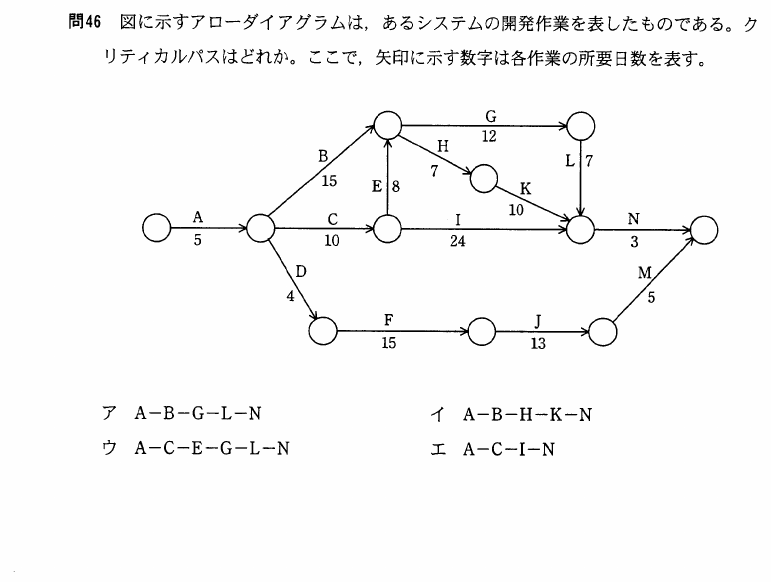 問46 図に示すアローダイアグラムは，あるシステムの開発作業を表したものである。ク
リティカルパスはどれか。ここで，矢印に示す数字は各作業の所要日数を表す。
G
12
B
15
H
7
L 7
E 8
K
10
A
5
C
10
I
24
N
3
D
4
M
5
F
15
J
13
ア A－B－G－L－N
イ A－B－H－K－N
ウ A－C－E－G－L－N
エ A－C－I－N